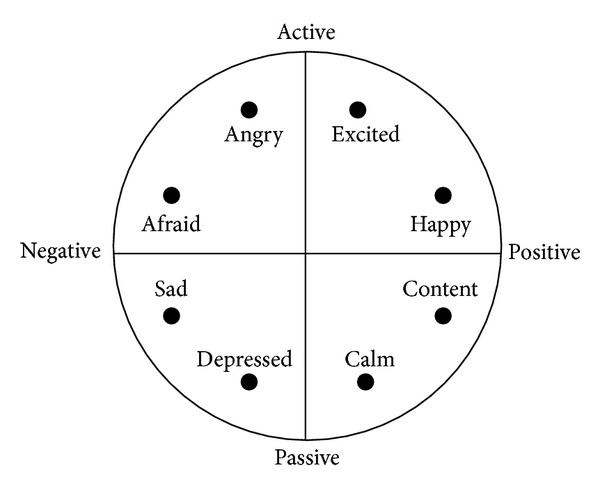 Active
Angry
Excited
Afraid
Happy
Negative
Positive
Sad
Content
Depressed
Calm
Passive